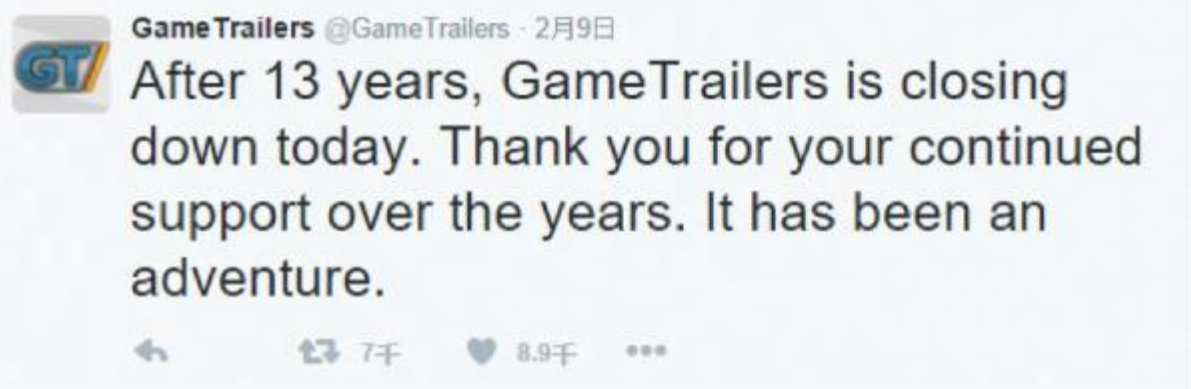 GameTrailers @GameTrailers · 2月9日
GT
After 13 years, GameTrailers is closing
down today. Thank you for your continued
support over the years. It has been an
adventure.
7千 8.9千